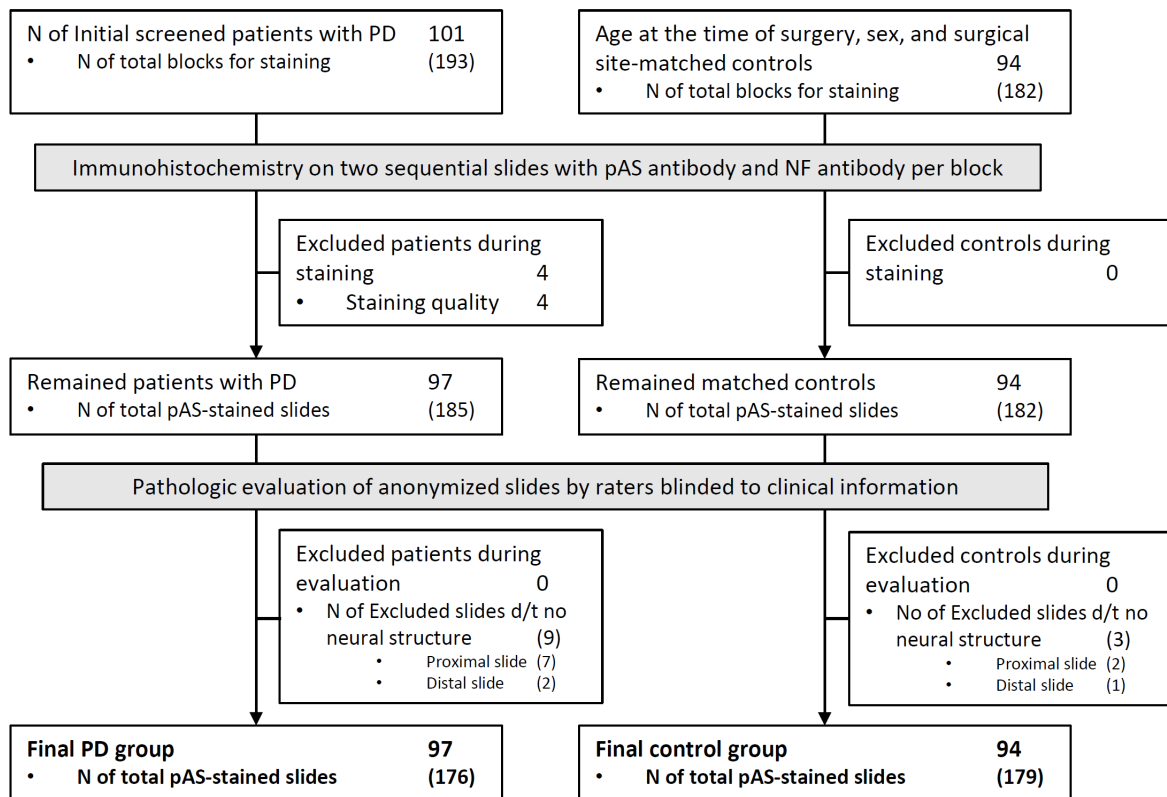 N of Initial screened patients with PD 101
• N of total blocks for staining (193)
Age at the time of surgery, sex, and surgical
site-matched controls 94
• N of total blocks for staining (182)
Immunohistochemistry on two sequential slides with pAS antibody and NF antibody per block
Excluded patients during
staining 4
• Staining quality 4
Excluded controls during
staining 0
Remained patients with PD 97
• N of total pAS-stained slides (185)
Remained matched controls 94
• N of total pAS-stained slides (182)
Pathologic evaluation of anonymized slides by raters blinded to clinical information
Excluded patients during
evaluation 0
• N of Excluded slides d/t no
neural structure (9)
• Proximal slide (7)
• Distal slide (2)
Excluded controls during
evaluation 0
• No of Excluded slides d/t no
neural structure (3)
• Proximal slide (2)
• Distal slide (1)
Final PD group 97
• N of total pAS-stained slides (176)
Final control group 94
• N of total pAS-stained slides (179)